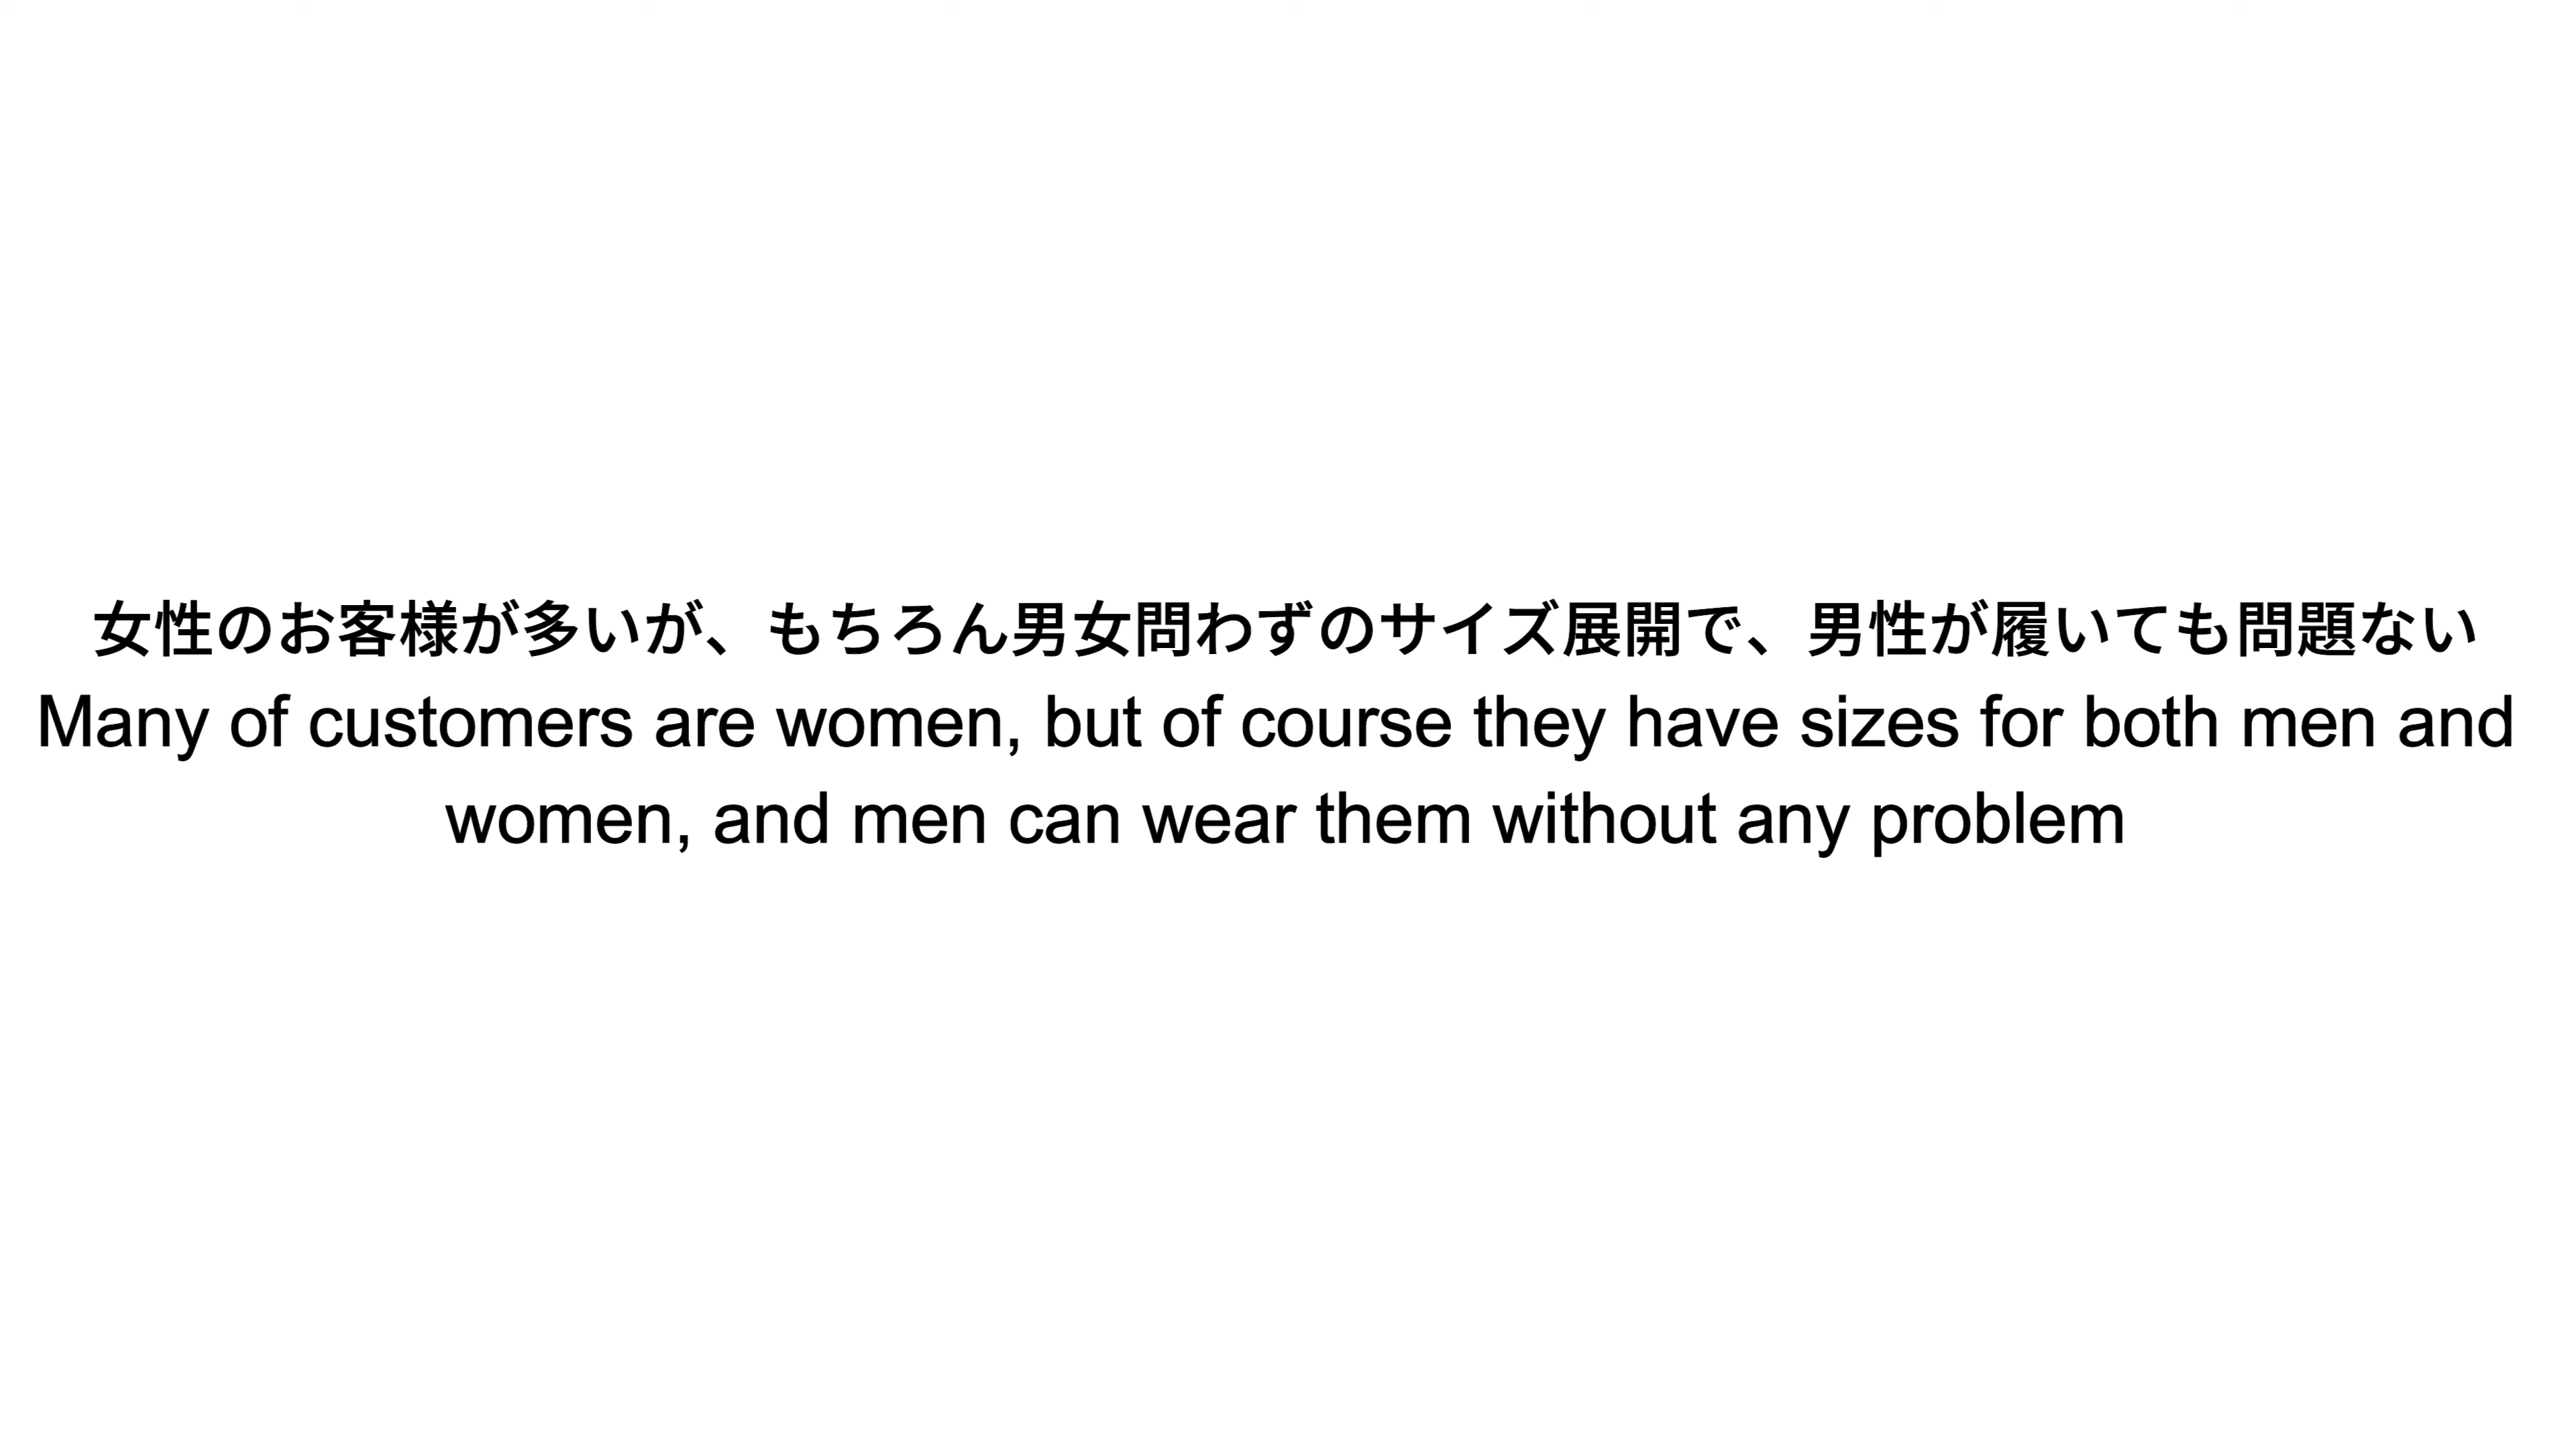 女性のお客様が多いが、もちろん男女問わずのサイズ展開で、男性が履いても問題ない
Many of customers are women, but of course they have sizes for both men and
women, and men can wear them without any problem